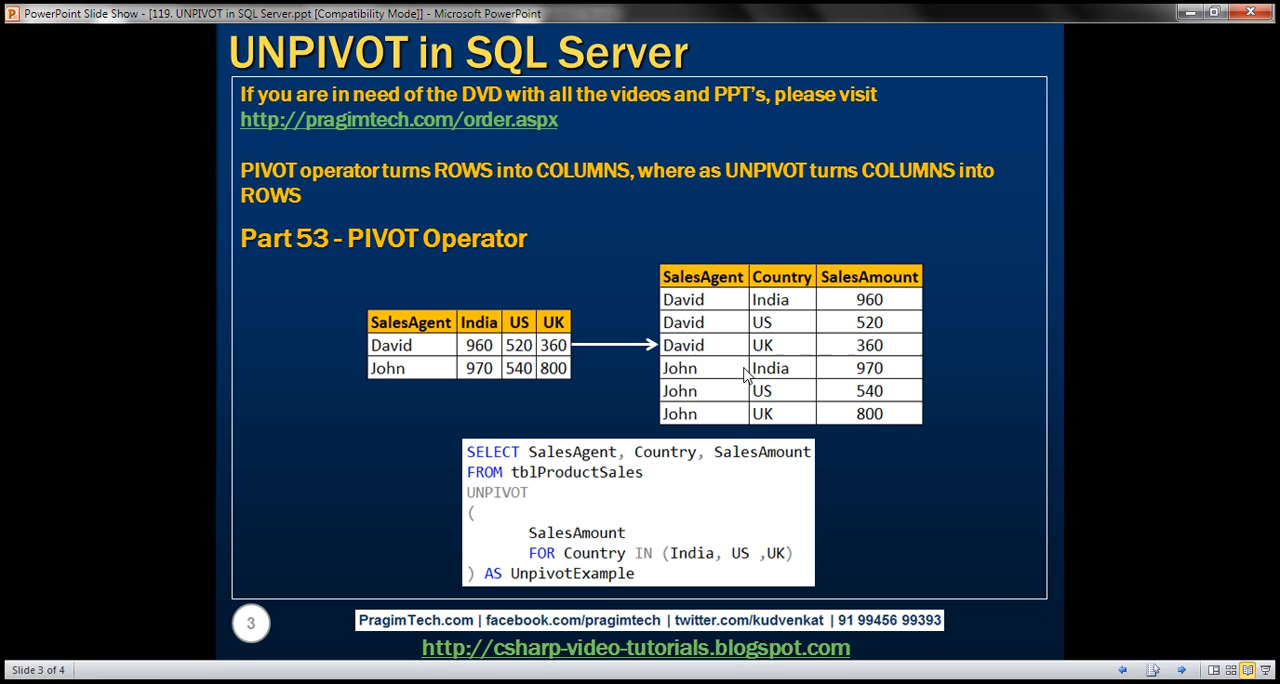 PowerPoint Slide Show - [119. UNPIVOT in SQL Server.ppt [Compatibility Mode]] - Microsoft PowerPoint
UNPIVOT in SQL Server
If you are in need of the DVD with all the videos and PPT's, please visit
http://pragimtech.com/order.aspx
PIVOT operator turns ROWS into COLUMNS, where as UNPIVOT turns COLUMNS into
ROWS
Part 53 - PIVOT Operator
SalesAgent India US UK
David 960 520 360
John 970 540 800
SalesAgent Country SalesAmount
David India 960
David US 520
David UK 360
John India 970
John US 540
John UK 800
SELECT SalesAgent, Country, SalesAmount
FROM tblProductSales
UNPIVOT
(
SalesAmount
FOR Country IN (India, US ,UK)
) AS UnpivotExample
3
PragimTech.com | facebook.com/pragimtech | twitter.com/kudvenkat | 91 99456 99393
http://csharp-video-tutorials.blogspot.com
Slide 3 of 4